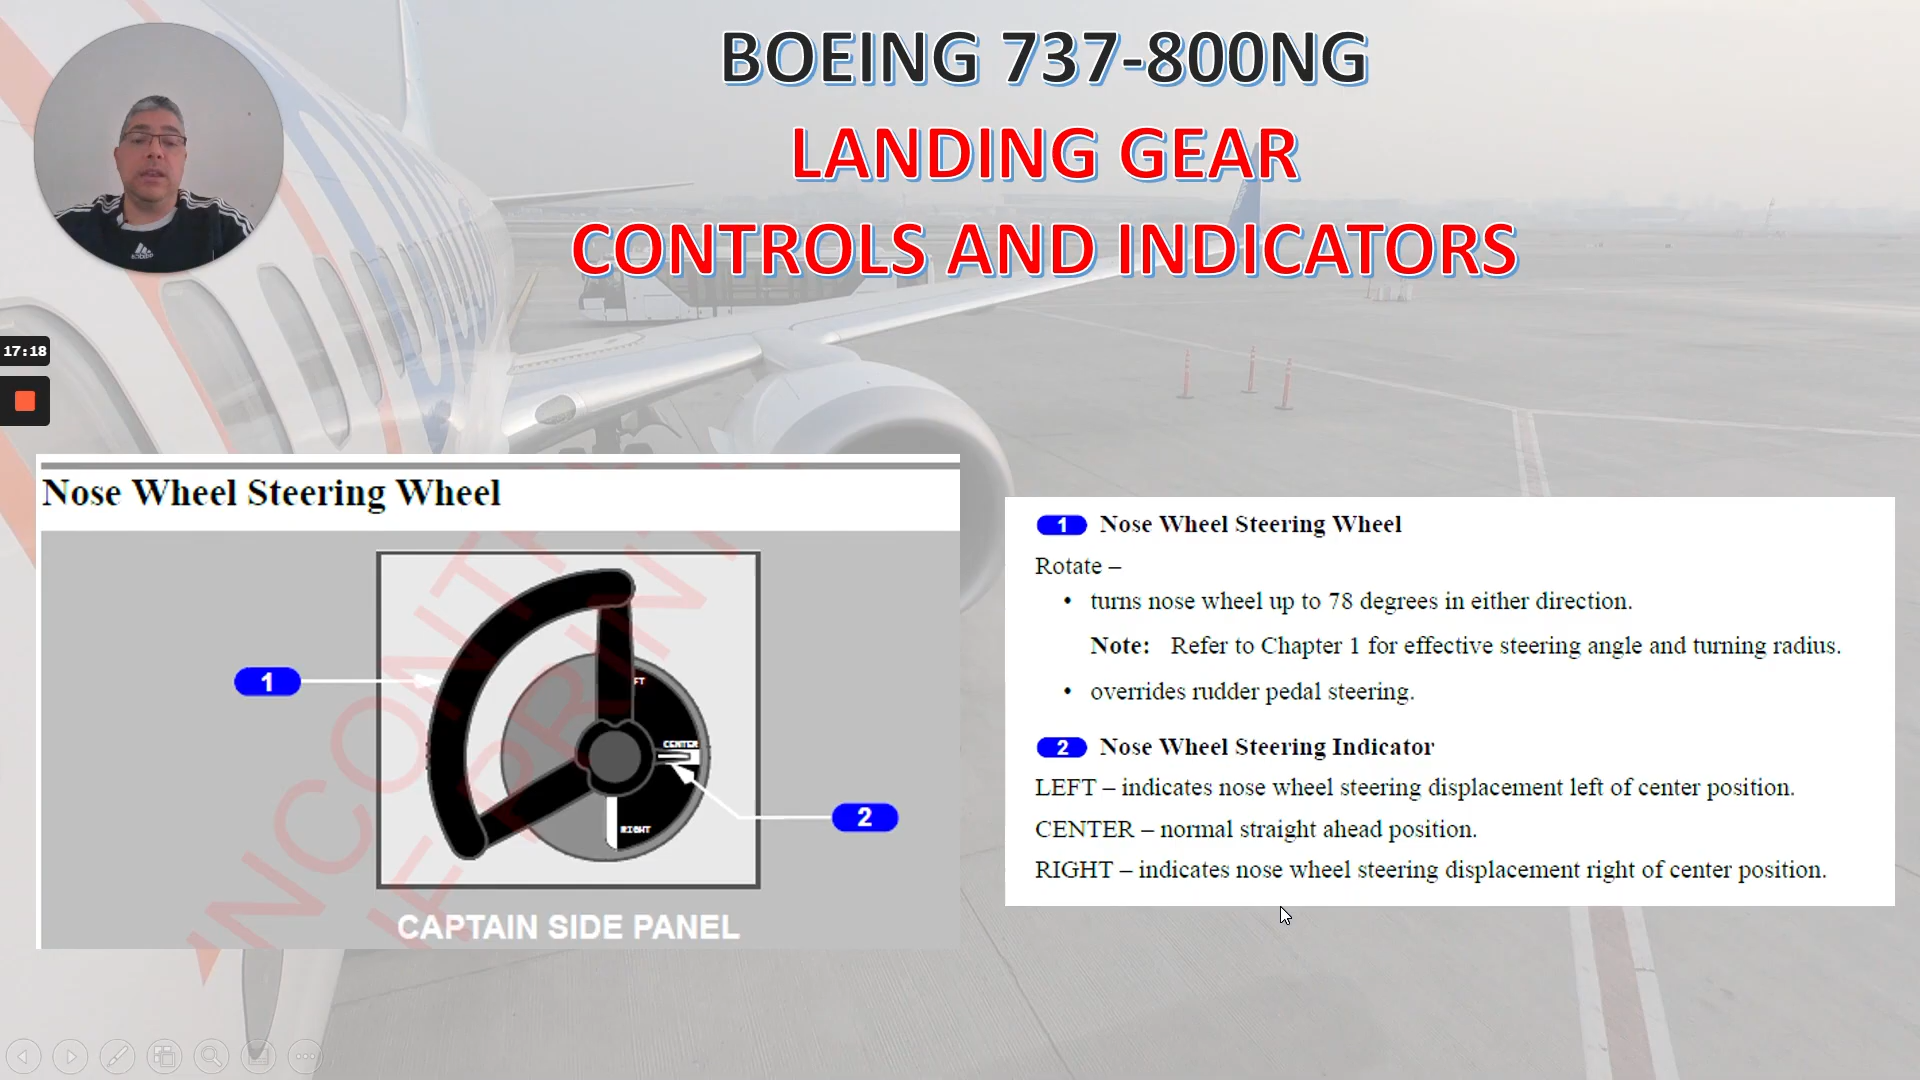 BOEING 737-800NG
LANDING GEAR
CONTROLS AND INDICATORS
adidas
17:18
Nose Wheel Steering Wheel
1
FT
CENTER
2
RIGHT
CAPTAIN SIDE PANEL
1 Nose Wheel Steering Wheel
Rotate –
• turns nose wheel up to 78 degrees in either direction.
Note: Refer to Chapter 1 for effective steering angle and turning radius.
• overrides rudder pedal steering.
2 Nose Wheel Steering Indicator
LEFT – indicates nose wheel steering displacement left of center position.
CENTER – normal straight ahead position.
RIGHT – indicates nose wheel steering displacement right of center position.